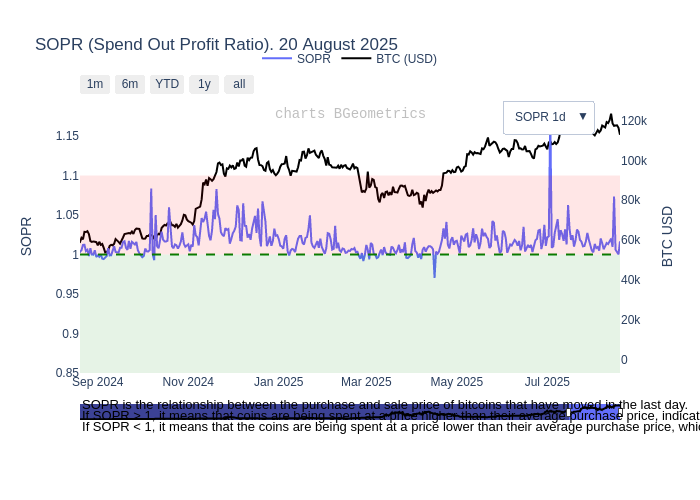 SOPR (Spend Out Profit Ratio). 20 August 2025
SOPR BTC (USD)
1m 6m YTD 1y all
charts BGeometrics
SOPR 1d ▼
1.15
1.1
1.05
1
0.95
0.9
0.85
SOPR
120k
100k
80k
60k
40k
20k
0
BTC USD
Sep 2024 Nov 2024 Jan 2025 Mar 2025 May 2025 Jul 2025
SOPR is the relationship between the purchase and sale price of bitcoins that have moved in the last day.
If SOPR > 1, it means that coins are being spent at a price higher than their average purchase price, indicat
If SOPR < 1, it means that the coins are being spent at a price lower than their average purchase price, whic